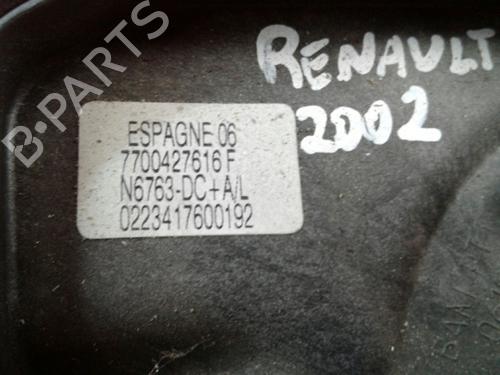 B-PARTS
RENAULT
2002
ESPAGNE 06
7700427616 F
N6763-DC+A/L
0223417600192